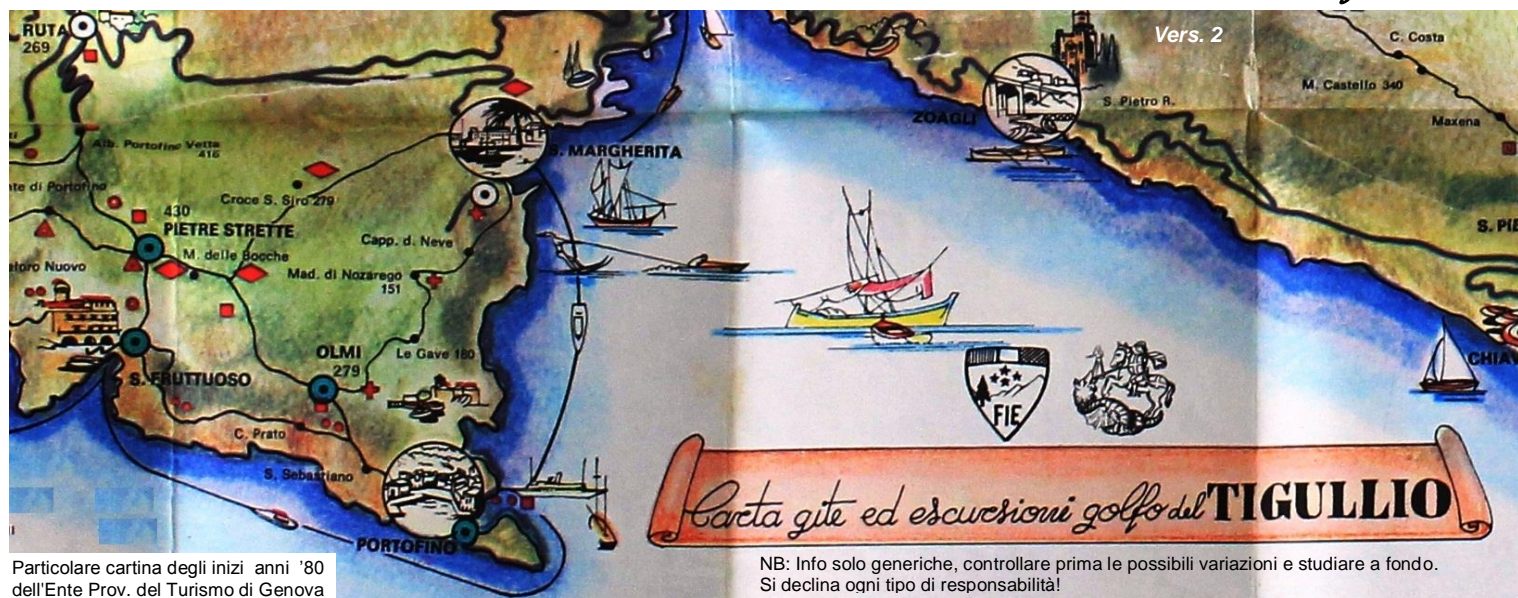 RUTA
269
Vers. 2
C. Costa
M. Castello 340
S. Pietro R.
ZOAGLI
Maxena
Alb. Portofino Vetta
416
S. MARGHERITA
Croce S. Siro 279
430
PIETRE STRETTE
M. delle Bocche
Capp. d. Neve
Mad. di Nozarego
151
Nuovo
OLMI
279
Le Gave 180
S. FRUTTUOSO
C. Prato
S. Sebastiano
PORTOFINO
FIE
Carta gite ed escursioni golfo del TIGULLIO
Particolare cartina degli inizi anni '80
dell'Ente Prov. del Turismo di Genova
NB: Info solo generiche, controllare prima le possibili variazioni e studiare a fondo.
Si declina ogni tipo di responsabilità!